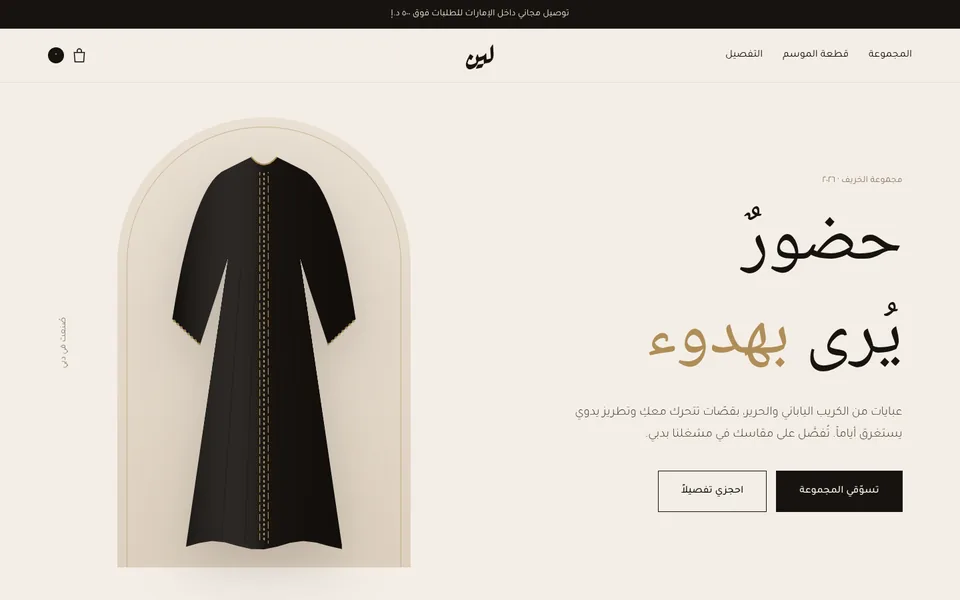 توصيل مجاني داخل الإمارات للطلبات فوق ٥٠٠ د.إ
المجموعة
قطعة الموسم
التفصيل
لين
مجموعة الخريف ٢٠٢٦
حضورٌ
يُرى بهدوء
عبايات من الكريب الياباني والحرير، بقصّات تتحرك معكِ وتطريز يدوي
يستغرق أياماً. تُفصَّل على مقاسك في مشغلنا بدبي.
تسوّقي المجموعة
احجزي تفصيلاً
صُنعت في دبي